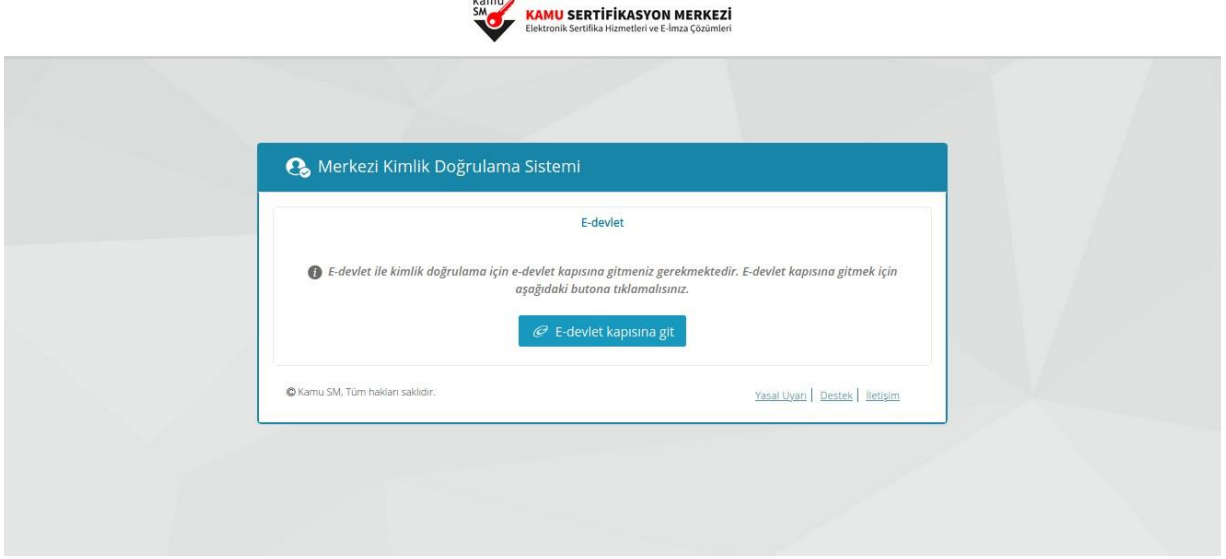 Kamu
SM
KAMU SERTİFİKASYON MERKEZİ
Elektronik Sertifika Hizmetleri ve E-İmza Çözümleri
Merkezi Kimlik Doğrulama Sistemi
E-devlet
E-devlet ile kimlik doğrulama için e-devlet kapısına gitmeniz gerekmektedir. E-devlet kapısına gitmek için
aşağıdaki butona tıklamalısınız.
E-devlet kapısına git
© Kamu SM, Tüm hakları saklıdır.
Yasal Uyarı | Destek | İletişim